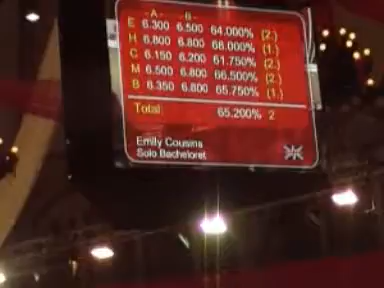 -A- -B-
E 6.300 6.500 64.000% (2.)
H 6.800 6.800 68.000% (1.)
C 6.150 6.200 61.750% (2.)
M 6.500 6.800 66.500% (2.)
B 6.350 6.800 65.750% (1.)
Total: 65.200% 2
Emily Cousins
Solo Bacheloret